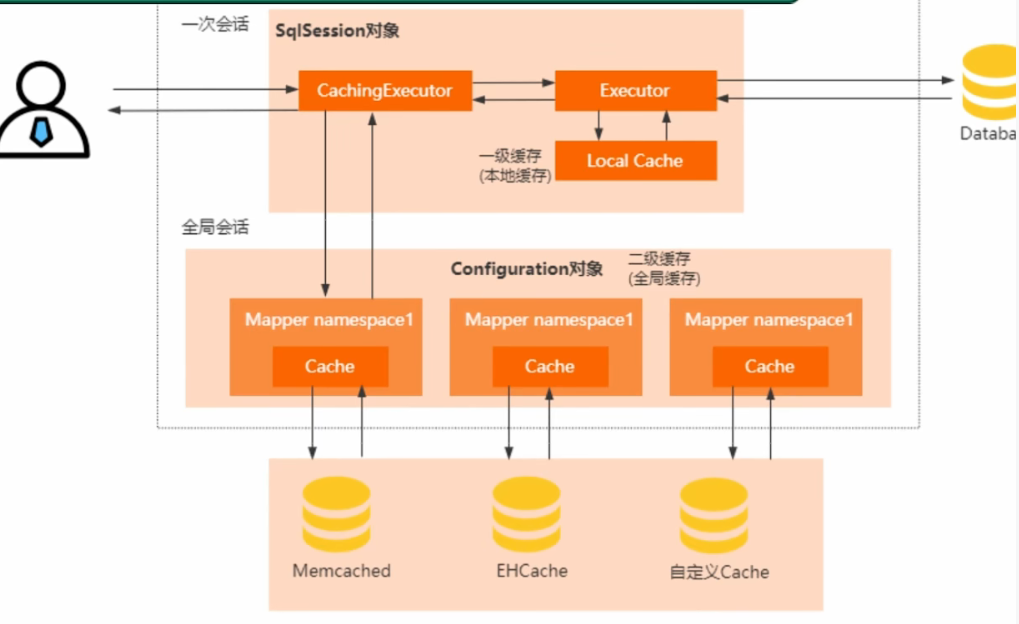 一次会话
SqlSession对象
CachingExecutor
Executor
Databa
一级缓存
(本地缓存)
Local Cache
全局会话
Configuration对象
二级缓存
(全局缓存)
Mapper namespace1
Mapper namespace1
Mapper namespace1
Cache
Cache
Cache
Memcached
EHCache
自定义Cache